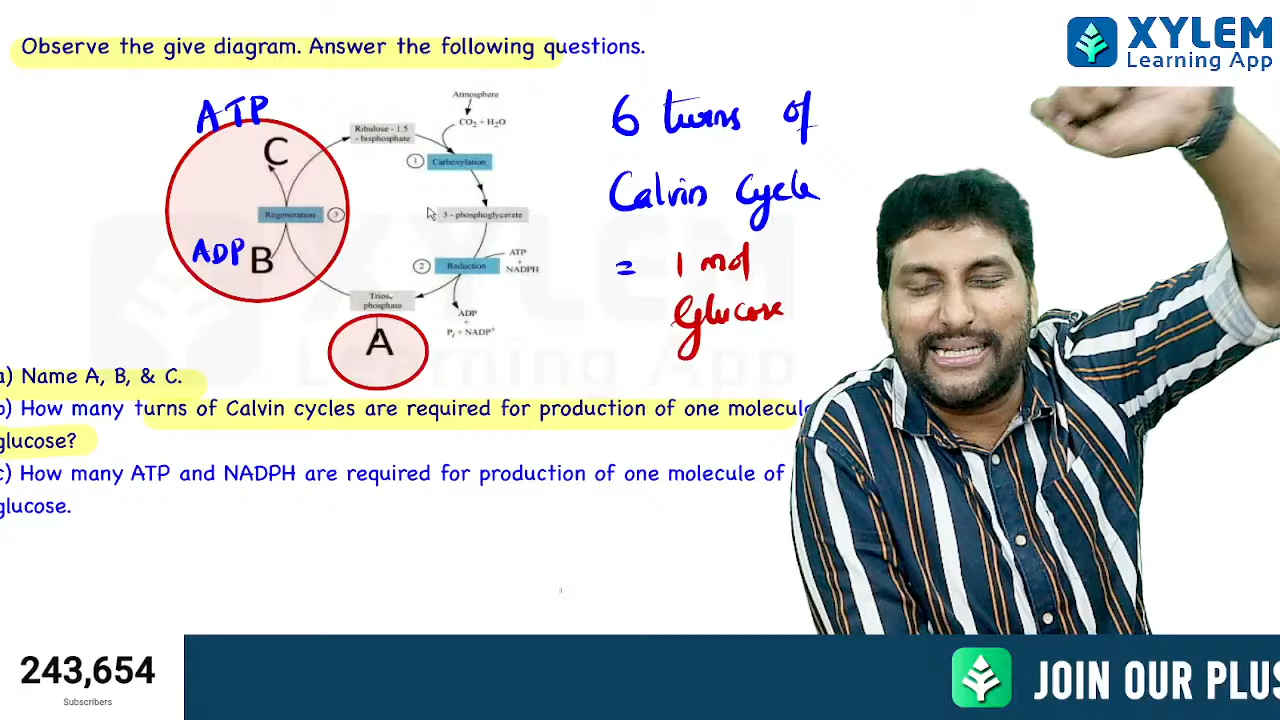 Observe the give diagram. Answer the following questions.
XYLEM
Learning App
ATP
C
Ribulose - 1,5
- bisphosphate
Atmosphere
CO2 + H2O
1
Carboxylation
6 turns of
Calvin Cycle
= 1 mol
Glucose
Regeneration 3
3 - phosphoglycerate
ADP B
2
Reduction
ATP
+
NADPH
Triose
phosphate
ADP
+
Pi + NADP+
A
XYLEM
Learning App
a) Name A, B, & C.
b) How many turns of Calvin cycles are required for production of one molecule
glucose?
c) How many ATP and NADPH are required for production of one molecule of
glucose.
243,654
Subscribers
JOIN OUR PLUS